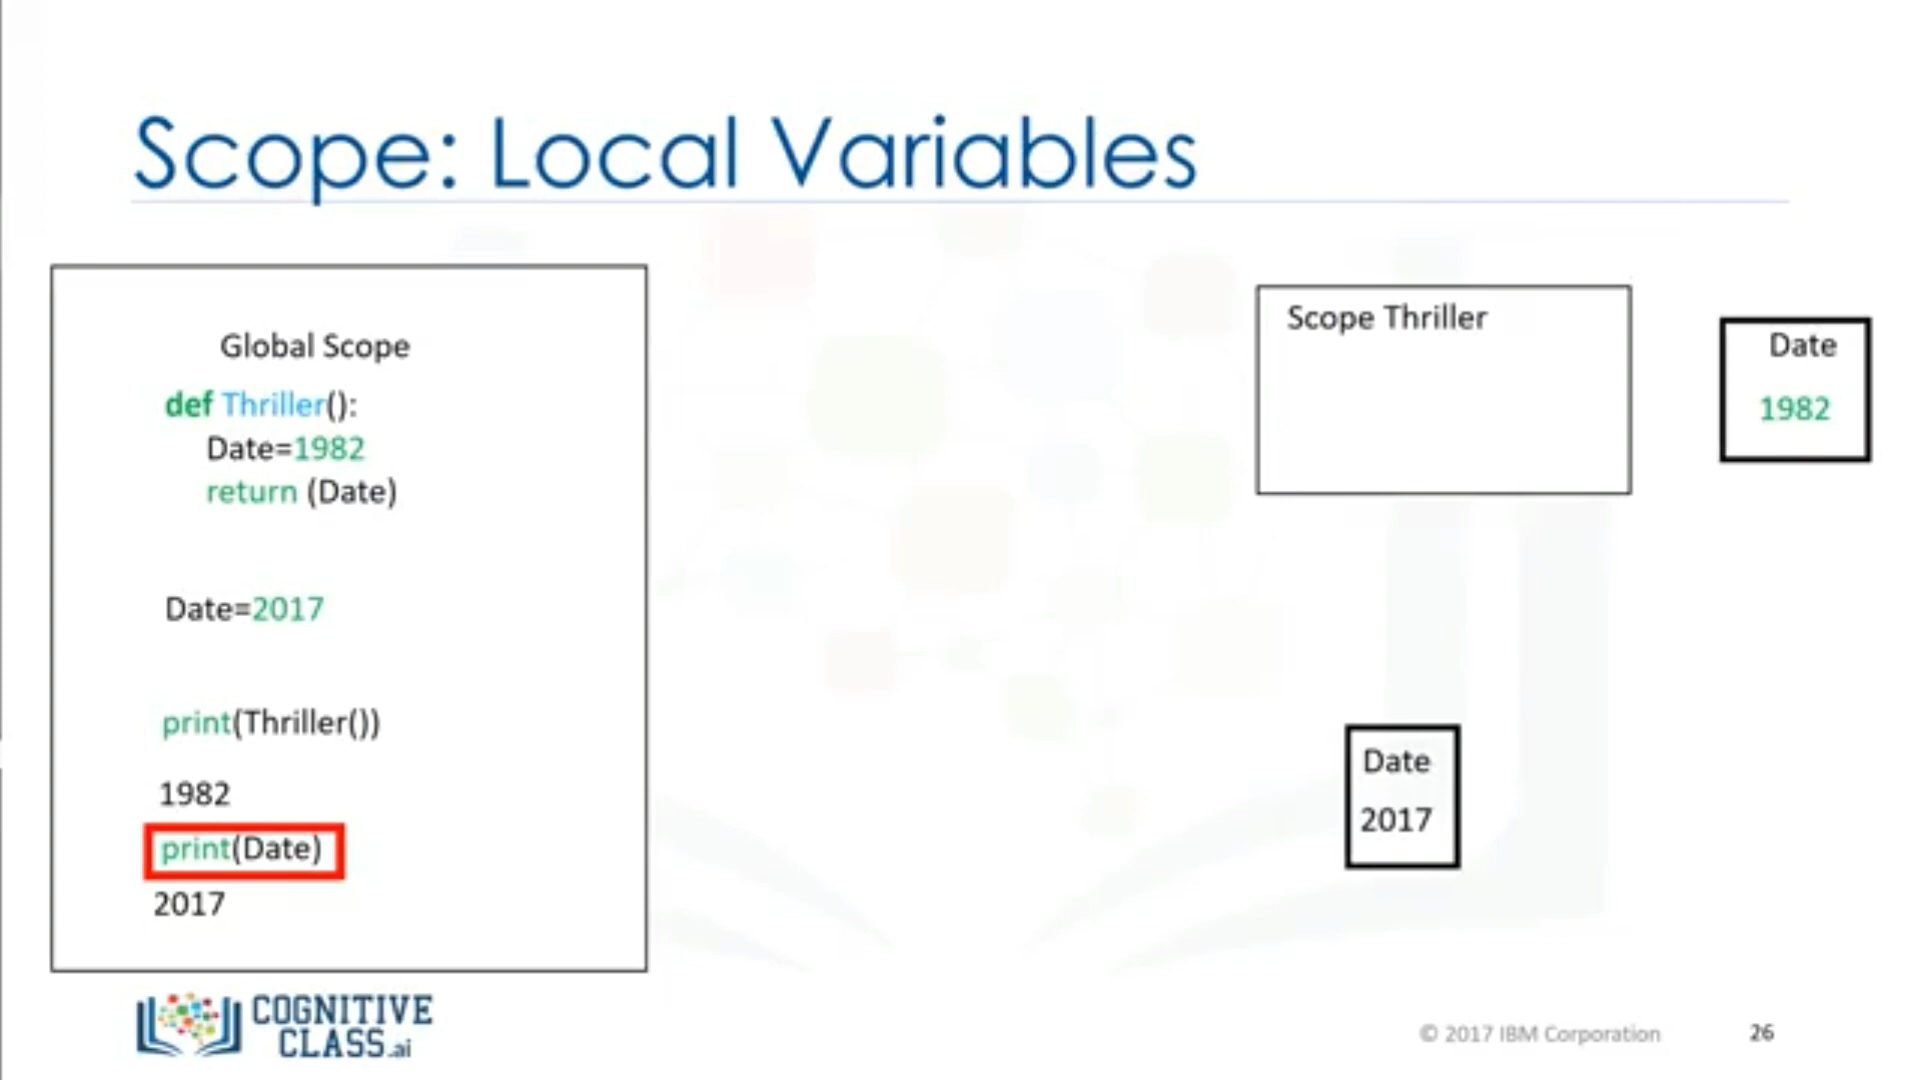 Scope: Local Variables
Global Scope
def Thriller():
Date=1982
return (Date)
Date=2017
print(Thriller())
1982
print(Date)
2017
Scope Thriller
Date
1982
Date
2017
COGNITIVE
CLASS.ai
© 2017 IBM Corporation
26